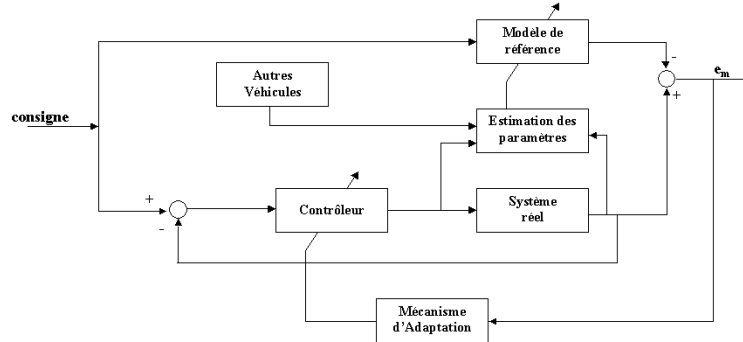 Modèle de
référence
-
e_m
+
Autres
Véhicules
consigne
Estimation des
paramètres
+
-
Contrôleur
Système
réel
Mécanisme
d'Adaptation